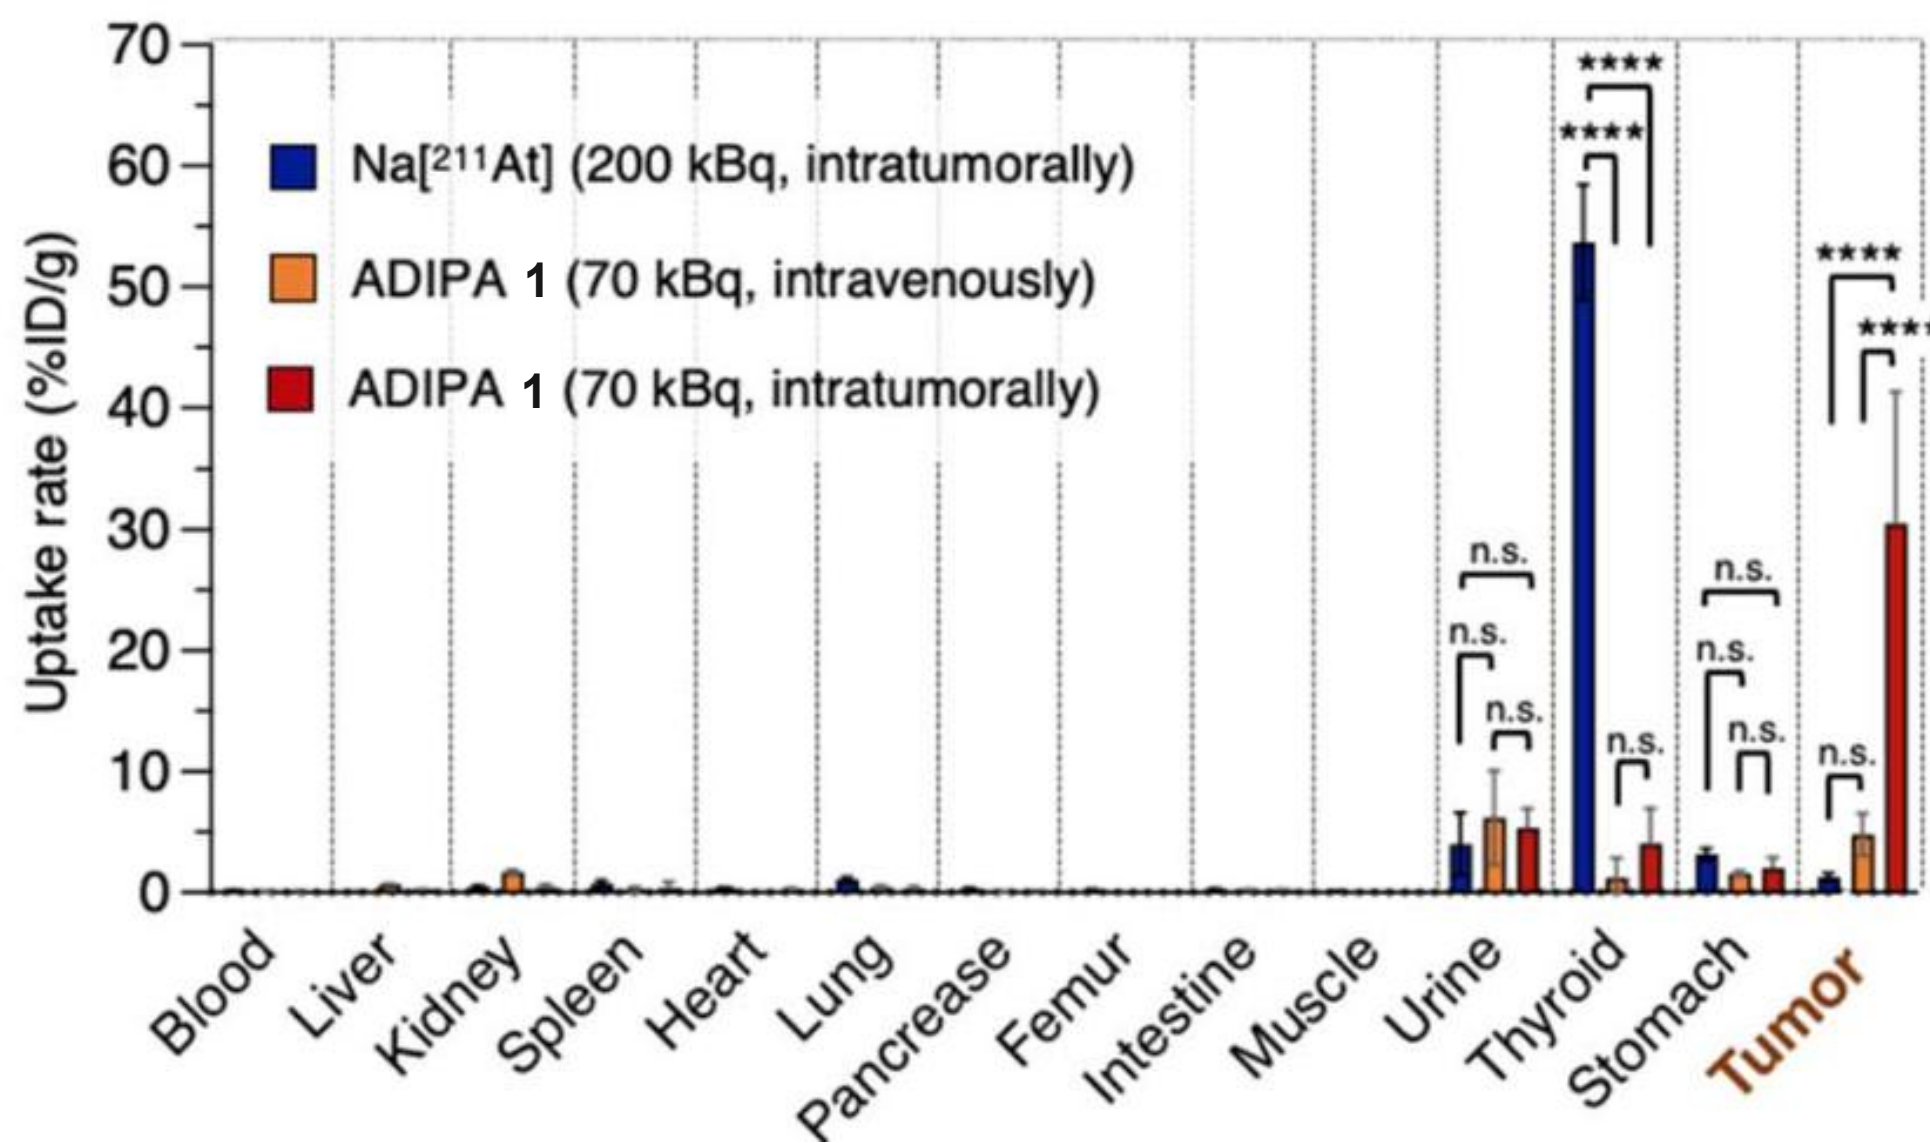 Uptake rate (%ID/g)
70
60
50
40
30
20
10
0
Na[²¹¹At] (200 kBq, intratumorally)
ADIPA 1 (70 kBq, intravenously)
ADIPA 1 (70 kBq, intratumorally)
n.s.
n.s.
n.s.
****
****
n.s.
n.s.
n.s.
n.s.
****
****
n.s.
Blood
Liver
Kidney
Spleen
Heart
Lung
Pancrease
Femur
Intestine
Muscle
Urine
Thyroid
Stomach
Tumor